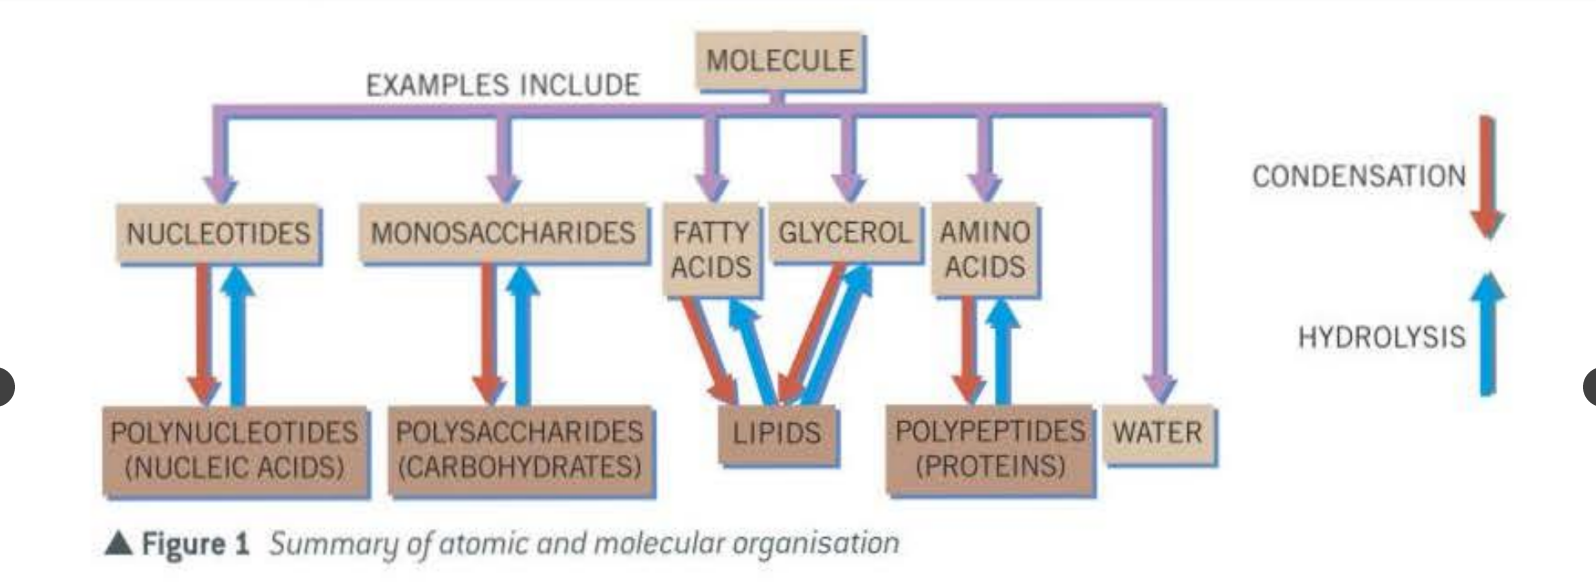 MOLECULE
EXAMPLES INCLUDE
CONDENSATION
NUCLEOTIDES
MONOSACCHARIDES
FATTY
ACIDS
GLYCEROL
AMINO
ACIDS
HYDROLYSIS
POLYNUCLEOTIDES
(NUCLEIC ACIDS)
POLYSACCHARIDES
(CARBOHYDRATES)
LIPIDS
POLYPEPTIDES
(PROTEINS)
WATER
▲ Figure 1 Summary of atomic and molecular organisation